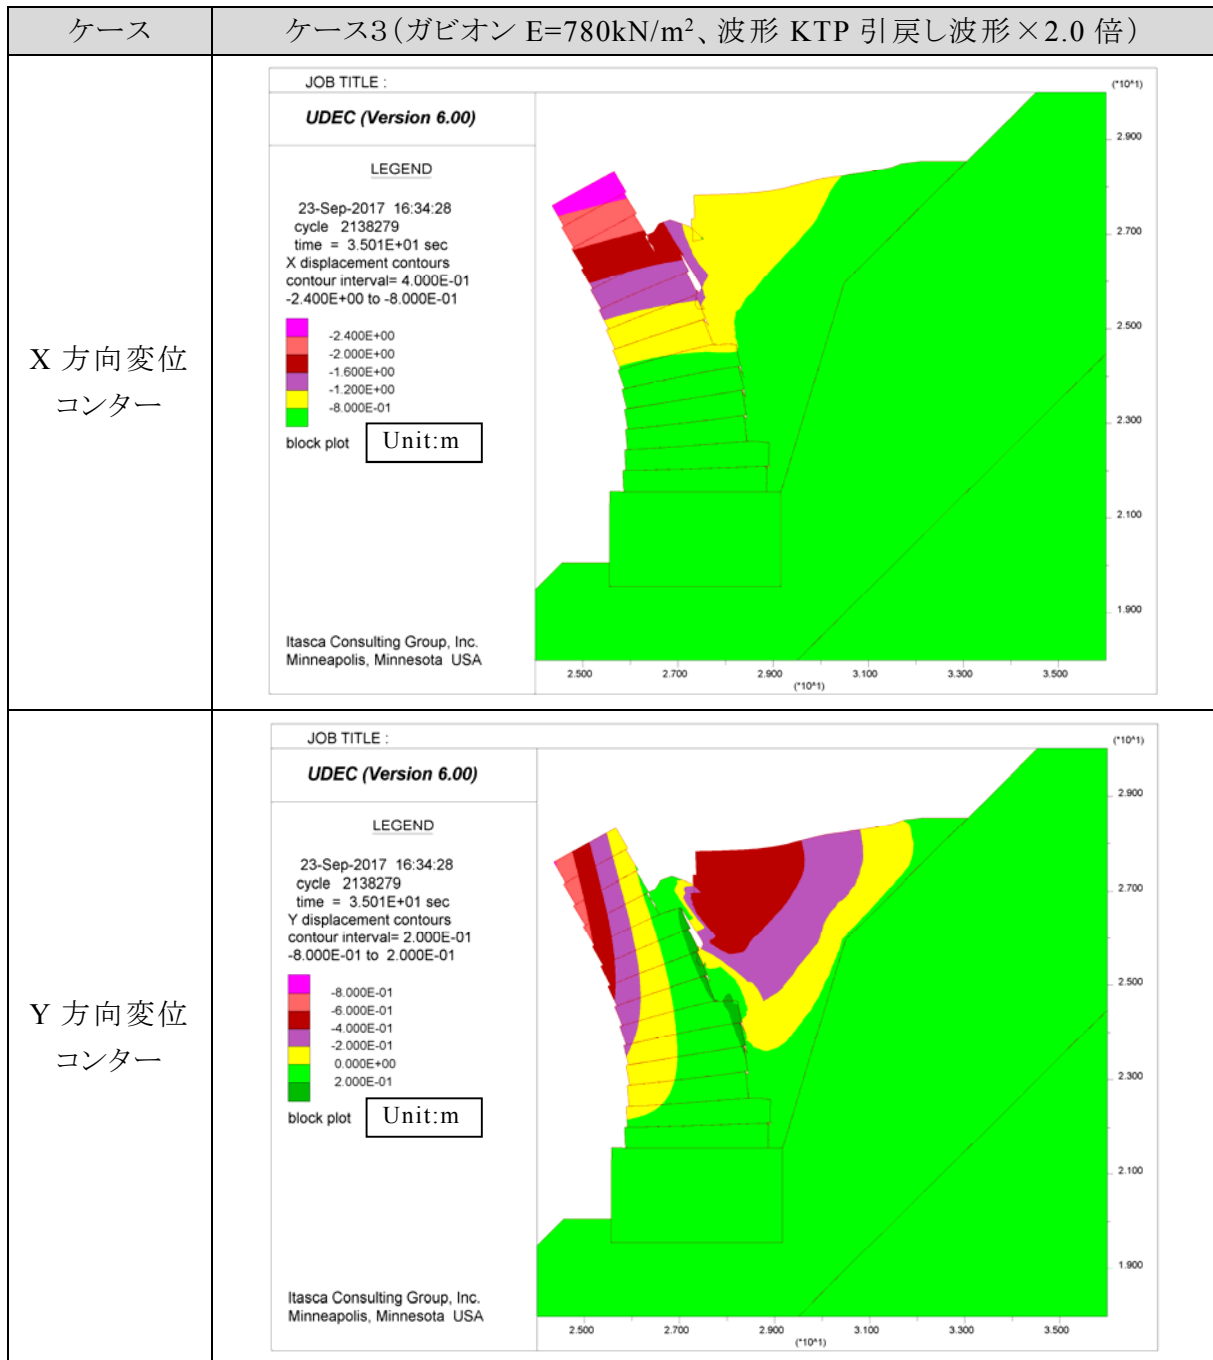 ケース
ケース3(ガビオン E=780kN/m²、波形 KTP 引戻し波形×2.0 倍)
X 方向変位
コンター
JOB TITLE :
UDEC (Version 6.00)
LEGEND
23-Sep-2017 16:34:28
cycle 2138279
time = 3.501E+01 sec
X displacement contours
contour interval= 4.000E-01
-2.400E+00 to -8.000E-01
-2.400E+00
-2.000E+00
-1.600E+00
-1.200E+00
-8.000E-01
block plot
Unit:m
Itasca Consulting Group, Inc.
Minneapolis, Minnesota USA
(*10^1)
2.900
2.700
2.500
2.300
2.100
1.900
2.500 2.700 2.900 3.100 3.300 3.500
(*10^1)
Y 方向変位
コンター
JOB TITLE :
UDEC (Version 6.00)
LEGEND
23-Sep-2017 16:34:28
cycle 2138279
time = 3.501E+01 sec
Y displacement contours
contour interval= 2.000E-01
-8.000E-01 to 2.000E-01
-8.000E-01
-6.000E-01
-4.000E-01
-2.000E-01
0.000E+00
2.000E-01
block plot
Unit:m
Itasca Consulting Group, Inc.
Minneapolis, Minnesota USA
(*10^1)
2.900
2.700
2.500
2.300
2.100
1.900
2.500 2.700 2.900 3.100 3.300 3.500
(*10^1)